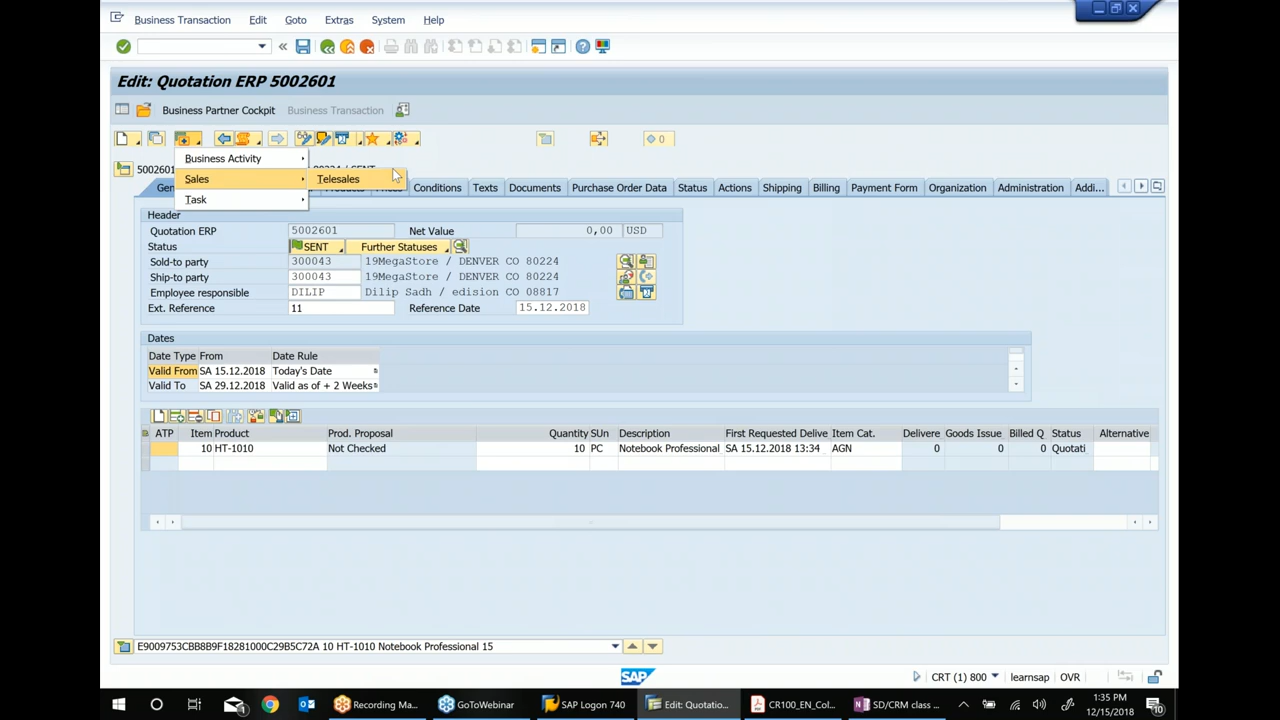 Business Transaction Edit Goto Extras System Help
Edit: Quotation ERP 5002601
Business Partner Cockpit Business Transaction
0
Business Activity
5002601 80224 / SENT
Sales Telesales
Gen Products Prices Conditions Texts Documents Purchase Order Data Status Actions Shipping Billing Payment Form Organization Administration Addi...
Task
Header
Quotation ERP 5002601 Net Value 0,00 USD
Status SENT Further Statuses
Sold-to party 300043 19MegaStore / DENVER CO 80224
Ship-to party 300043 19MegaStore / DENVER CO 80224
Employee responsible DILIP Dilip Sadh / edision CO 08817
Ext. Reference 11 Reference Date 15.12.2018
Dates
Date Type From Date Rule
Valid From SA 15.12.2018 Today's Date
Valid To SA 29.12.2018 Valid as of + 2 Weeks
ATP Item Product Prod. Proposal Quantity SUn Description First Requested Delive Item Cat. Delivere Goods Issue Billed Q Status Alternative
10 HT-1010 Not Checked 10 PC Notebook Professional SA 15.12.2018 13:34 AGN 0 0 0 Quotati
E9009753CBB8B9F18281000C29B5C72A 10 HT-1010 Notebook Professional 15
SAP CRT (1) 800 learnsap OVR
Recording Ma... GoToWebinar SAP Logon 740 Edit: Quotatio... CR100_EN_Col... SD/CRM class ... 1:35 PM
12/15/2018 10